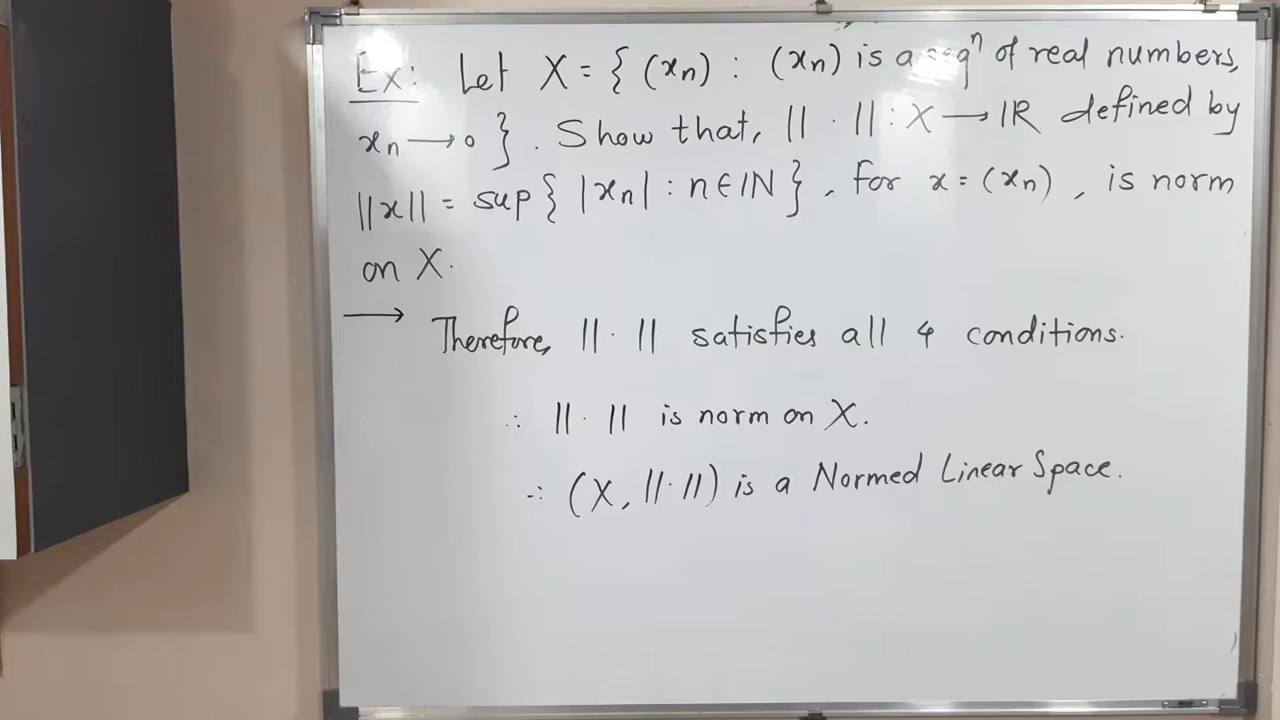 Ex: Let X = { (xₙ) : (xₙ) is a seqⁿ of real numbers,
xₙ → 0 }. Show that, || · || : X → ℝ defined by
||x|| = sup { |xₙ| : n ∈ ℕ }, for x = (xₙ), is norm
on X.
→ Therefore, || · || satisfies all 4 conditions.
∴ || · || is norm on X.
∴ (X, || · ||) is a Normed Linear Space.